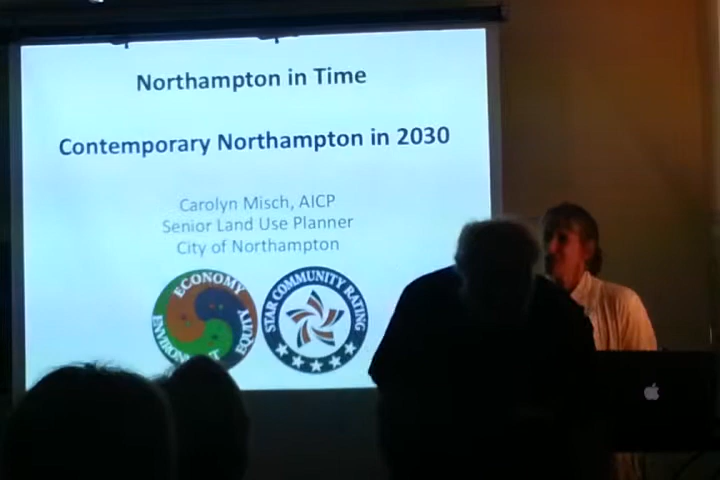 Northampton in Time
Contemporary Northampton in 2030
Carolyn Misch, AICP
Senior Land Use Planner
City of Northampton
ECONOMY
EQUITY
STAR COMMUNITY RATING